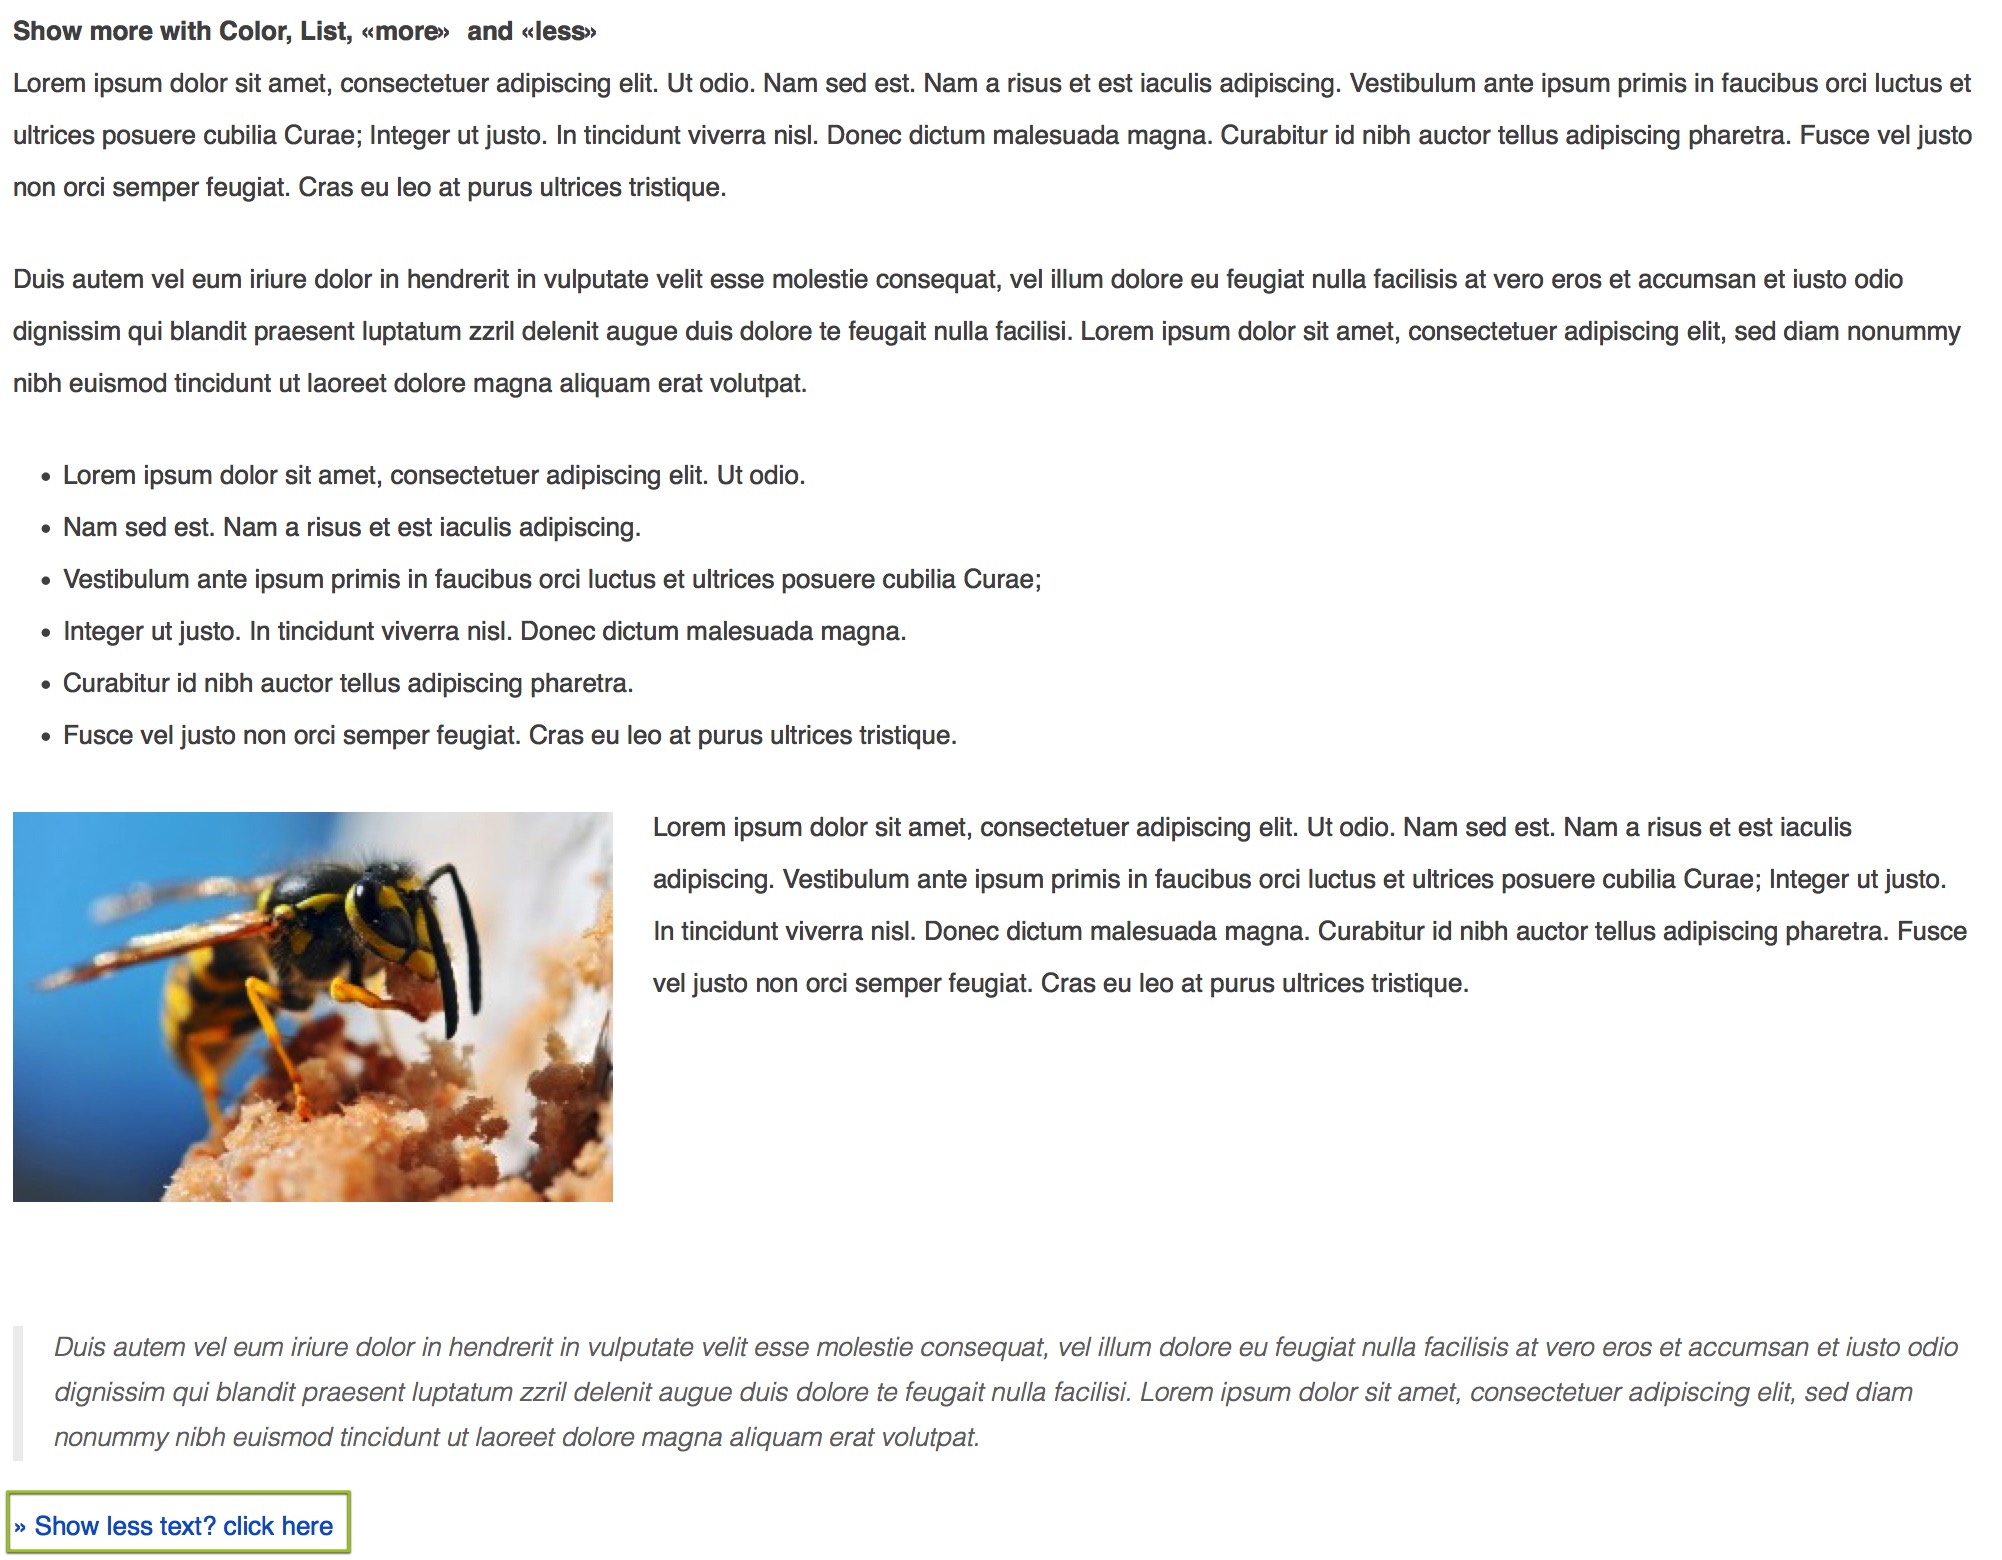 Show more with Color, List, «more»  and «less»
Lorem ipsum dolor sit amet, consectetuer adipiscing elit. Ut odio. Nam sed est. Nam a risus et est iaculis adipiscing. Vestibulum ante ipsum primis in faucibus orci luctus et
ultrices posuere cubilia Curae; Integer ut justo. In tincidunt viverra nisl. Donec dictum malesuada magna. Curabitur id nibh auctor tellus adipiscing pharetra. Fusce vel justo
non orci semper feugiat. Cras eu leo at purus ultrices tristique.
Duis autem vel eum iriure dolor in hendrerit in vulputate velit esse molestie consequat, vel illum dolore eu feugiat nulla facilisis at vero eros et accumsan et iusto odio
dignissim qui blandit praesent luptatum zzril delenit augue duis dolore te feugait nulla facilisi. Lorem ipsum dolor sit amet, consectetuer adipiscing elit, sed diam nonummy
nibh euismod tincidunt ut laoreet dolore magna aliquam erat volutpat.
• Lorem ipsum dolor sit amet, consectetuer adipiscing elit. Ut odio.
• Nam sed est. Nam a risus et est iaculis adipiscing.
• Vestibulum ante ipsum primis in faucibus orci luctus et ultrices posuere cubilia Curae;
• Integer ut justo. In tincidunt viverra nisl. Donec dictum malesuada magna.
• Curabitur id nibh auctor tellus adipiscing pharetra.
• Fusce vel justo non orci semper feugiat. Cras eu leo at purus ultrices tristique.
Lorem ipsum dolor sit amet, consectetuer adipiscing elit. Ut odio. Nam sed est. Nam a risus et est iaculis
adipiscing. Vestibulum ante ipsum primis in faucibus orci luctus et ultrices posuere cubilia Curae; Integer ut justo.
In tincidunt viverra nisl. Donec dictum malesuada magna. Curabitur id nibh auctor tellus adipiscing pharetra. Fusce
vel justo non orci semper feugiat. Cras eu leo at purus ultrices tristique.
Duis autem vel eum iriure dolor in hendrerit in vulputate velit esse molestie consequat, vel illum dolore eu feugiat nulla facilisis at vero eros et accumsan et iusto odio
dignissim qui blandit praesent luptatum zzril delenit augue duis dolore te feugait nulla facilisi. Lorem ipsum dolor sit amet, consectetuer adipiscing elit, sed diam
nonummy nibh euismod tincidunt ut laoreet dolore magna aliquam erat volutpat.
» Show less text? click here